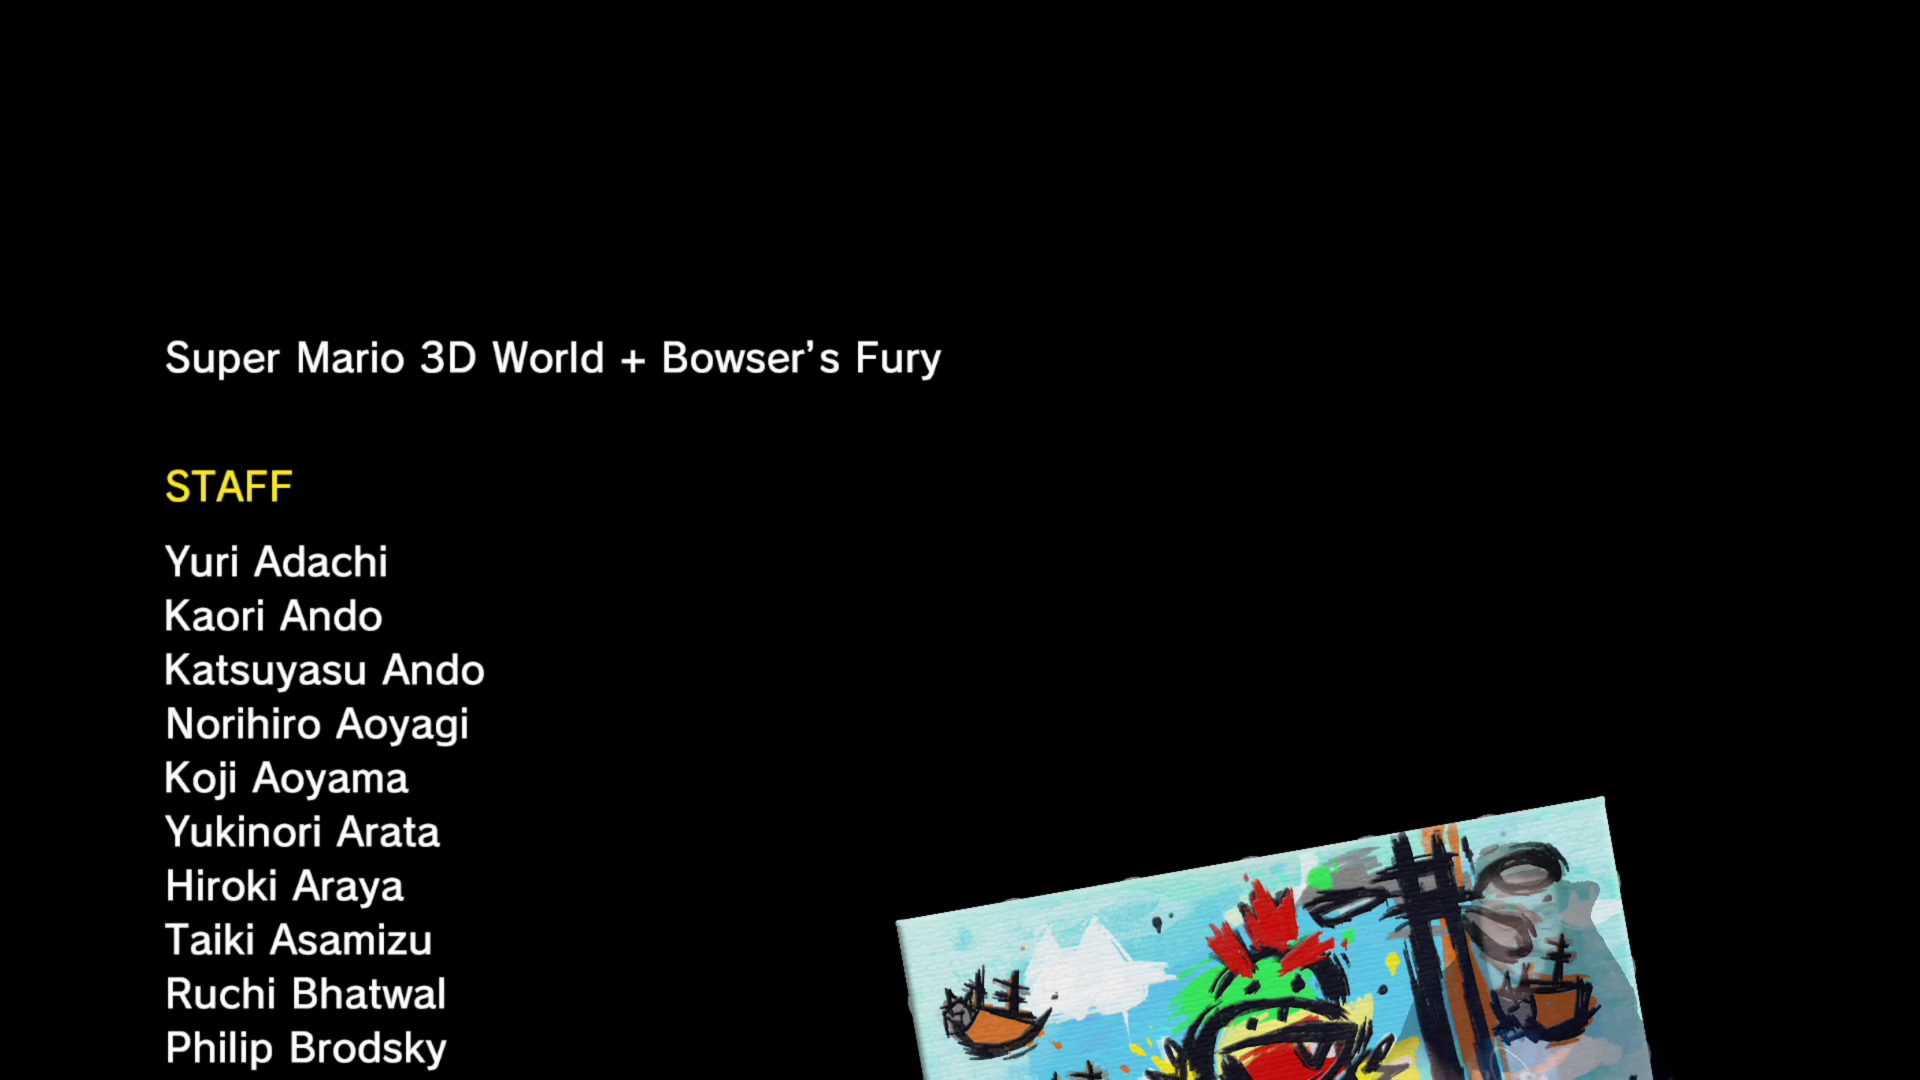 Super Mario 3D World + Bowser’s Fury
STAFF
Yuri Adachi
Kaori Ando
Katsuyasu Ando
Norihiro Aoyagi
Koji Aoyama
Yukinori Arata
Hiroki Araya
Taiki Asamizu
Ruchi Bhatwal
Philip Brodsky